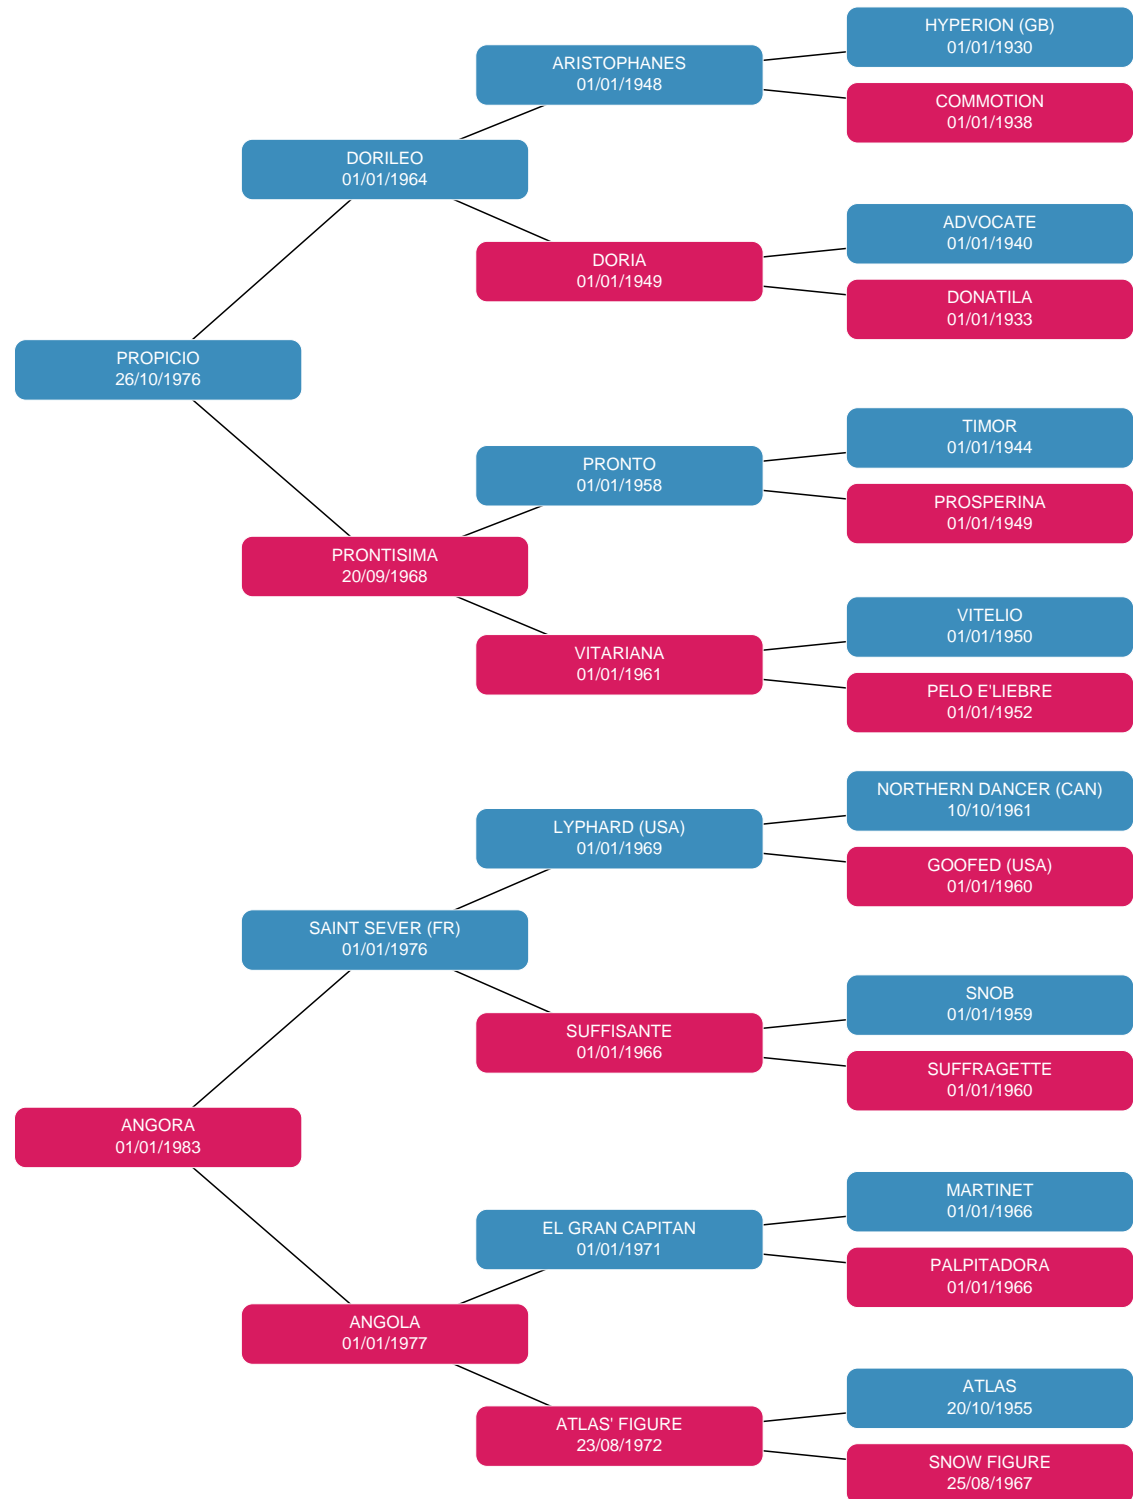 HYPERION (GB)
01/01/1930
ARISTOPHANES
01/01/1948
COMMOTION
01/01/1938
DORILEO
01/01/1964
ADVOCATE
01/01/1940
DORIA
01/01/1949
DONATILA
01/01/1933
PROPICIO
26/10/1976
TIMOR
01/01/1944
PRONTO
01/01/1958
PROSPERINA
01/01/1949
PRONTISIMA
20/09/1968
VITELIO
01/01/1950
VITARIANA
01/01/1961
PELO E'LIEBRE
01/01/1952
NORTHERN DANCER (CAN)
10/10/1961
LYPHARD (USA)
01/01/1969
GOOFED (USA)
01/01/1960
SAINT SEVER (FR)
01/01/1976
SNOB
01/01/1959
SUFFISANTE
01/01/1966
SUFFRAGETTE
01/01/1960
ANGORA
01/01/1983
MARTINET
01/01/1966
EL GRAN CAPITAN
01/01/1971
PALPITADORA
01/01/1966
ANGOLA
01/01/1977
ATLAS
20/10/1955
ATLAS' FIGURE
23/08/1972
SNOW FIGURE
25/08/1967